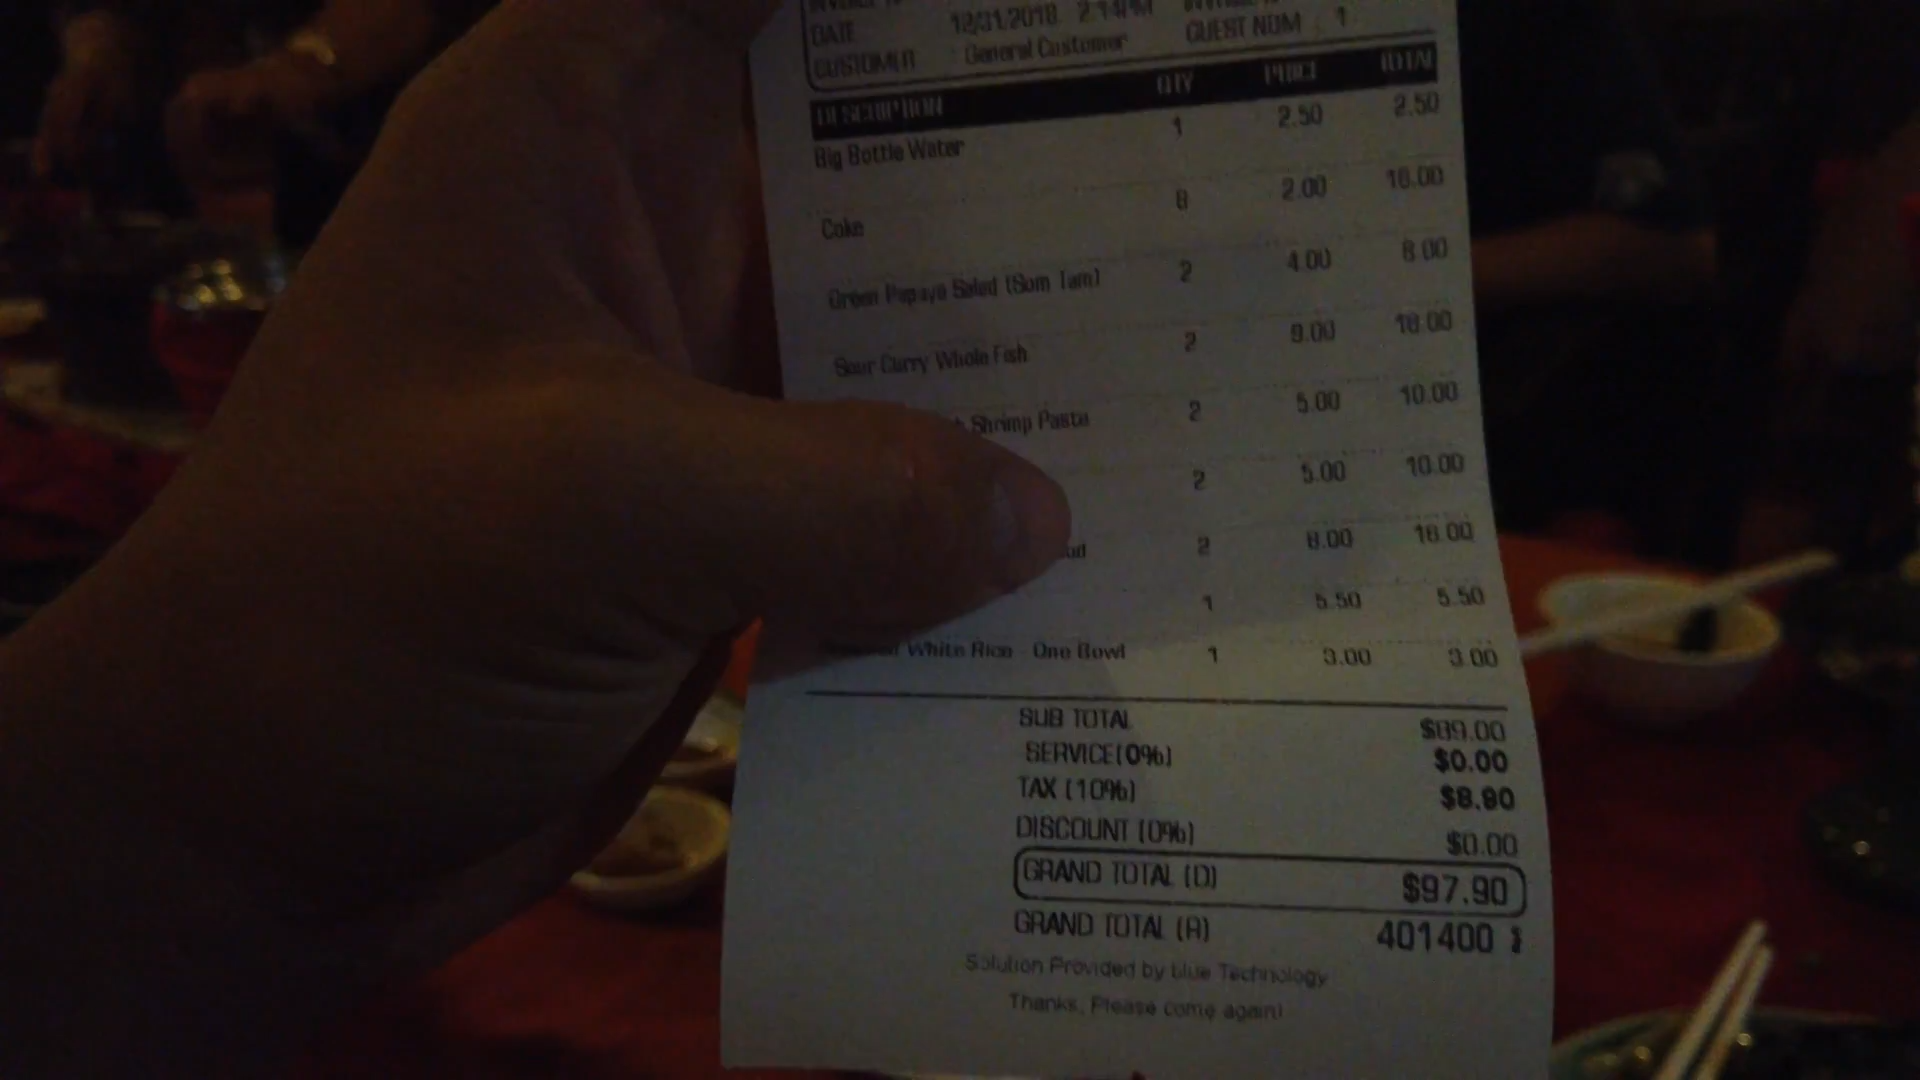 DATE 12/31/2018 2:14PM
GUEST NUM : 1
CUSTOMER : General Customer
DESCRIPTION QTY PRICE TOTAL
Big Bottle Water 1 2.50 2.50
Coke 8 2.00 16.00
Green Papaya Salad (Som Tam) 2 4.00 8.00
Sour Curry Whole Fish 2 9.00 18.00
Shrimp Paste 2 5.00 10.00
2 5.00 10.00
2 8.00 16.00
1 5.50 5.50
White Rice - One Bowl 1 3.00 3.00
SUB TOTAL $89.00
SERVICE(0%) $0.00
TAX (10%) $8.90
DISCOUNT (0%) $0.00
GRAND TOTAL (D) $97.90
GRAND TOTAL (R) 401400 ៛
Solution Provided by blue Technology
Thanks, Please come again!